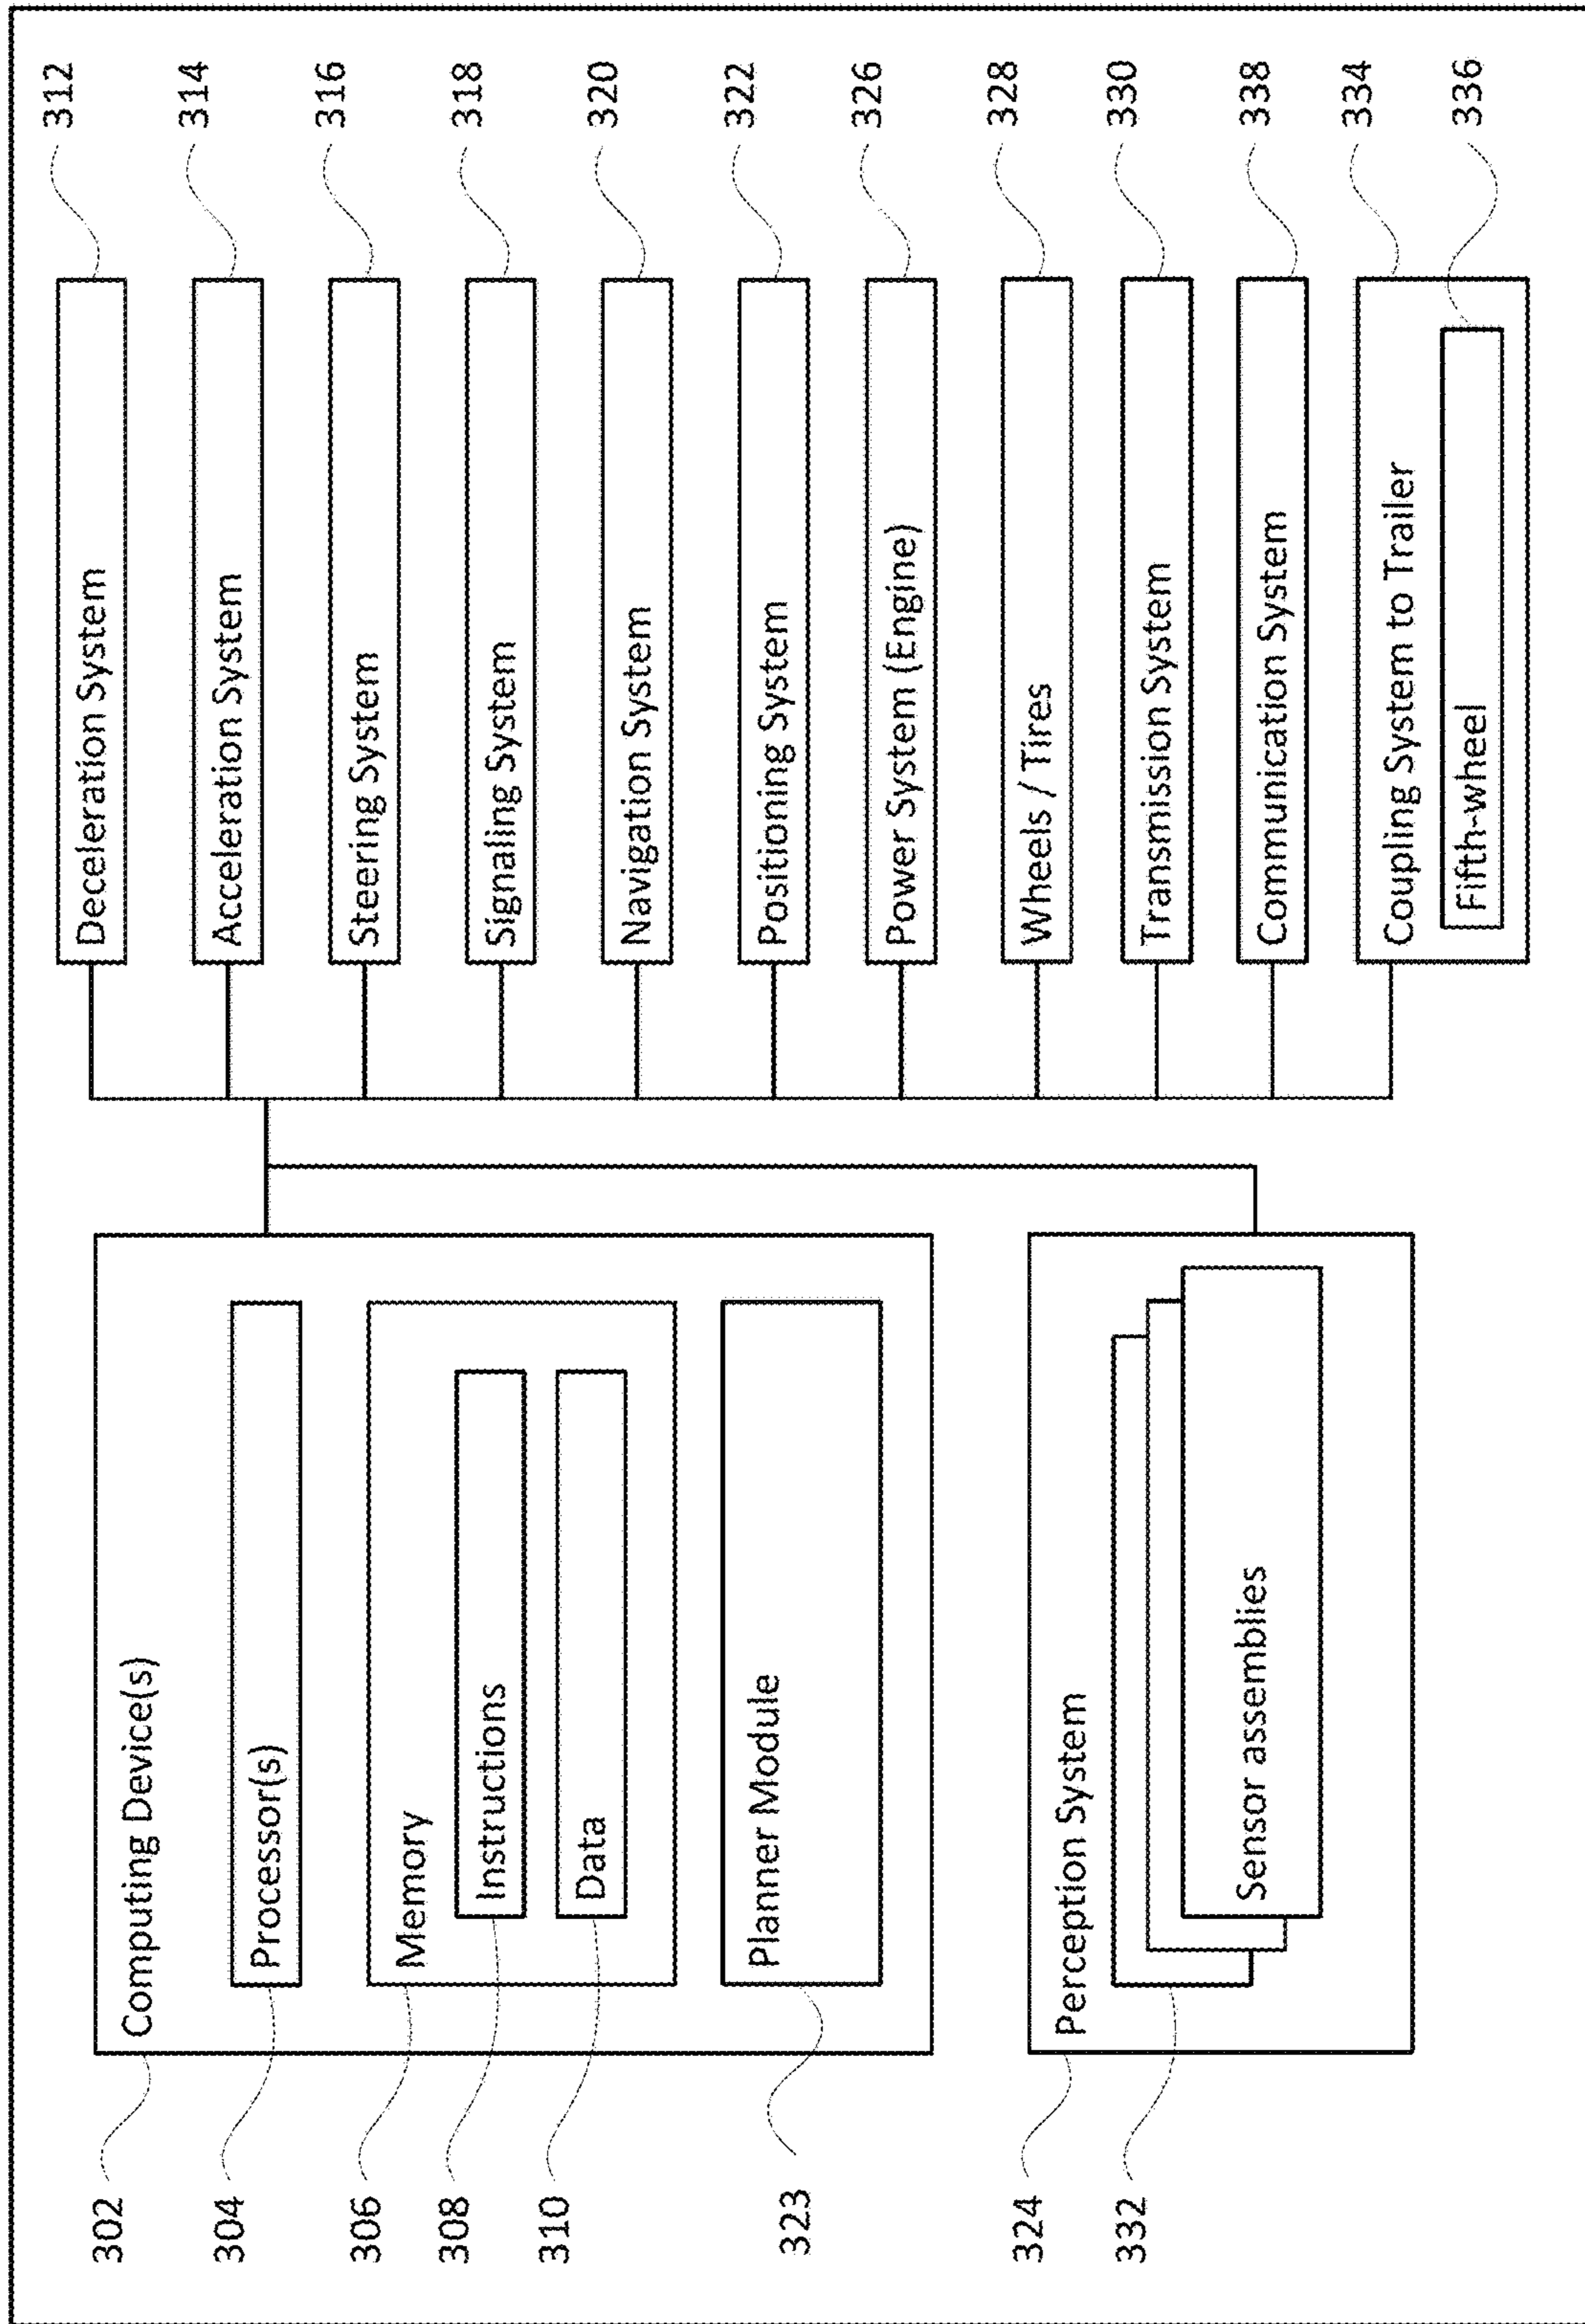 302
Computing Device(s)
304
Processor(s)
306
Memory
308
Instructions
310
Data
323
Planner Module
324
Perception System
332
Sensor assemblies
Deceleration System
312
Acceleration System
314
Steering System
316
Signaling System
318
Navigation System
320
Positioning System
322
Power System (Engine)
326
Wheels / Tires
328
Transmission System
330
Communication System
338
Coupling System to Trailer
334
Fifth-wheel
336